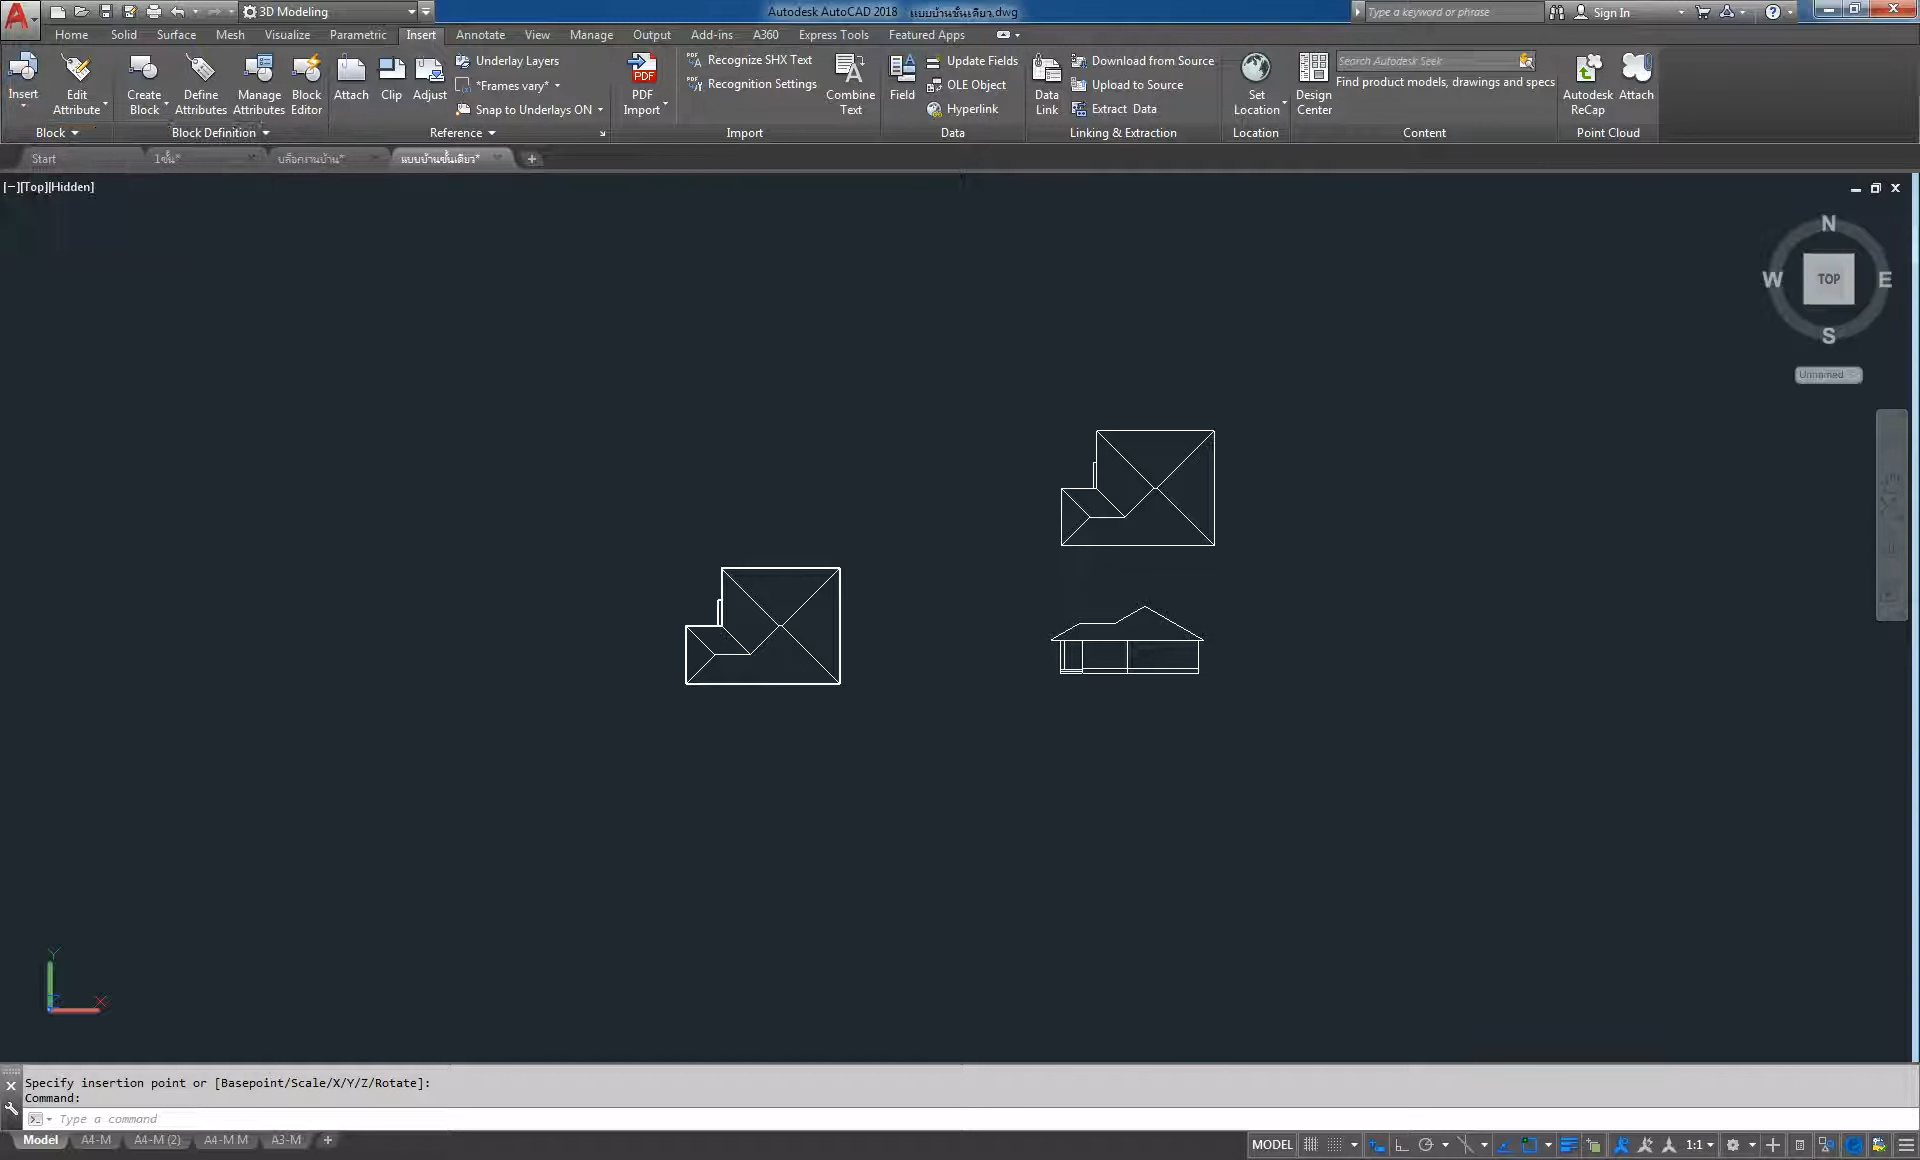 3D Modeling
Autodesk AutoCAD 2018 แบบบ้านชั้นเดียว.dwg
Type a keyword or phrase
Sign In
Home Solid Surface Mesh Visualize Parametric Insert Annotate View Manage Output Add-ins A360 Express Tools Featured Apps
Insert
Edit Attribute
Create Block
Define Attributes
Manage Attributes
Block Editor
Attach
Clip
Adjust
Underlay Layers
*Frames vary*
Snap to Underlays ON
PDF
PDF Import
Recognize SHX Text
Recognition Settings
Combine Text
Field
Update Fields
OLE Object
Hyperlink
Data Link
Download from Source
Upload to Source
Extract Data
Set Location
Design Center
Search Autodesk Seek
Find product models, drawings and specs
Autodesk ReCap
Attach
Block
Block Definition
Reference
Import
Data
Linking & Extraction
Location
Content
Point Cloud
Start 1ชั้น* บล็อกงานบ้าน* แบบบ้านชั้นเดียว*
[−][Top][Hidden]
N
W TOP E
S
Unnamed
Y
X
Specify insertion point or [Basepoint/Scale/X/Y/Z/Rotate]:
Command:
Type a command
Model A4-M A4-M (2) A4-M M A3-M
MODEL 1:1